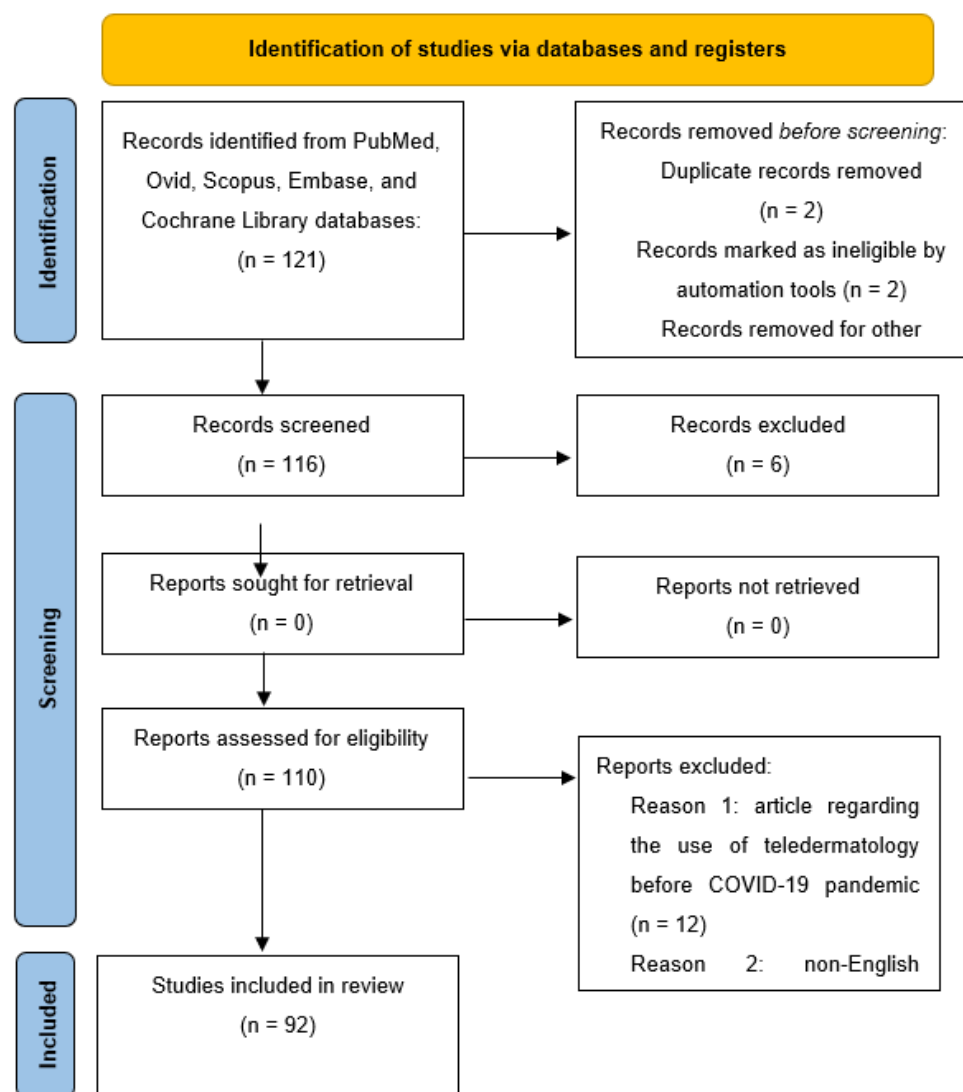 Identification of studies via databases and registers
Identification
Records identified from PubMed,
Ovid, Scopus, Embase, and
Cochrane Library databases:
(n = 121)
Records removed before screening:
Duplicate records removed
(n = 2)
Records marked as ineligible by
automation tools (n = 2)
Records removed for other
Screening
Records screened
(n = 116)
Records excluded
(n = 6)
Reports sought for retrieval
(n = 0)
Reports not retrieved
(n = 0)
Reports assessed for eligibility
(n = 110)
Reports excluded:
Reason 1: article regarding
the use of teledermatology
before COVID-19 pandemic
(n = 12)
Reason 2: non-English
Included
Studies included in review
(n = 92)